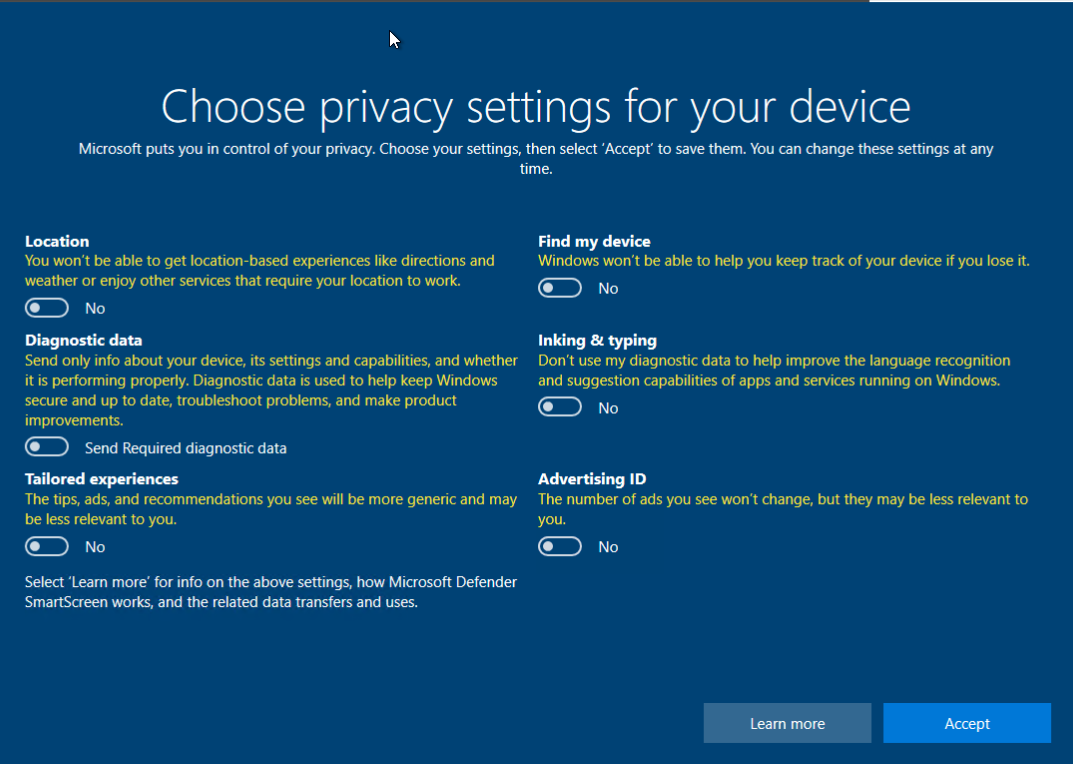 Choose privacy settings for your device
Microsoft puts you in control of your privacy. Choose your settings, then select ‘Accept’ to save them. You can change these settings at any
time.
Location
You won’t be able to get location-based experiences like directions and
weather or enjoy other services that require your location to work.
No
Find my device
Windows won’t be able to help you keep track of your device if you lose it.
No
Diagnostic data
Send only info about your device, its settings and capabilities, and whether
it is performing properly. Diagnostic data is used to help keep Windows
secure and up to date, troubleshoot problems, and make product
improvements.
Send Required diagnostic data
Inking & typing
Don’t use my diagnostic data to help improve the language recognition
and suggestion capabilities of apps and services running on Windows.
No
Tailored experiences
The tips, ads, and recommendations you see will be more generic and may
be less relevant to you.
No
Advertising ID
The number of ads you see won’t change, but they may be less relevant to
you.
No
Select ‘Learn more’ for info on the above settings, how Microsoft Defender
SmartScreen works, and the related data transfers and uses.
Learn more
Accept